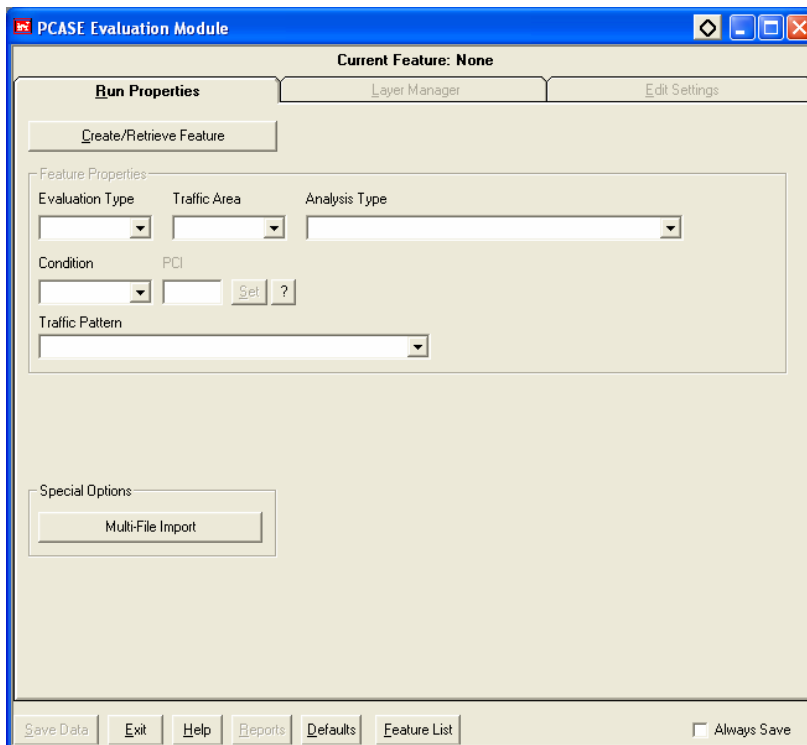 PCASE Evaluation Module
Current Feature: None
Run Properties
Layer Manager
Edit Settings
Create/Retrieve Feature
Feature Properties
Evaluation Type
Traffic Area
Analysis Type
Condition
PCI
Set
?
Traffic Pattern
Special Options
Multi-File Import
Save Data
Exit
Help
Reports
Defaults
Feature List
Always Save